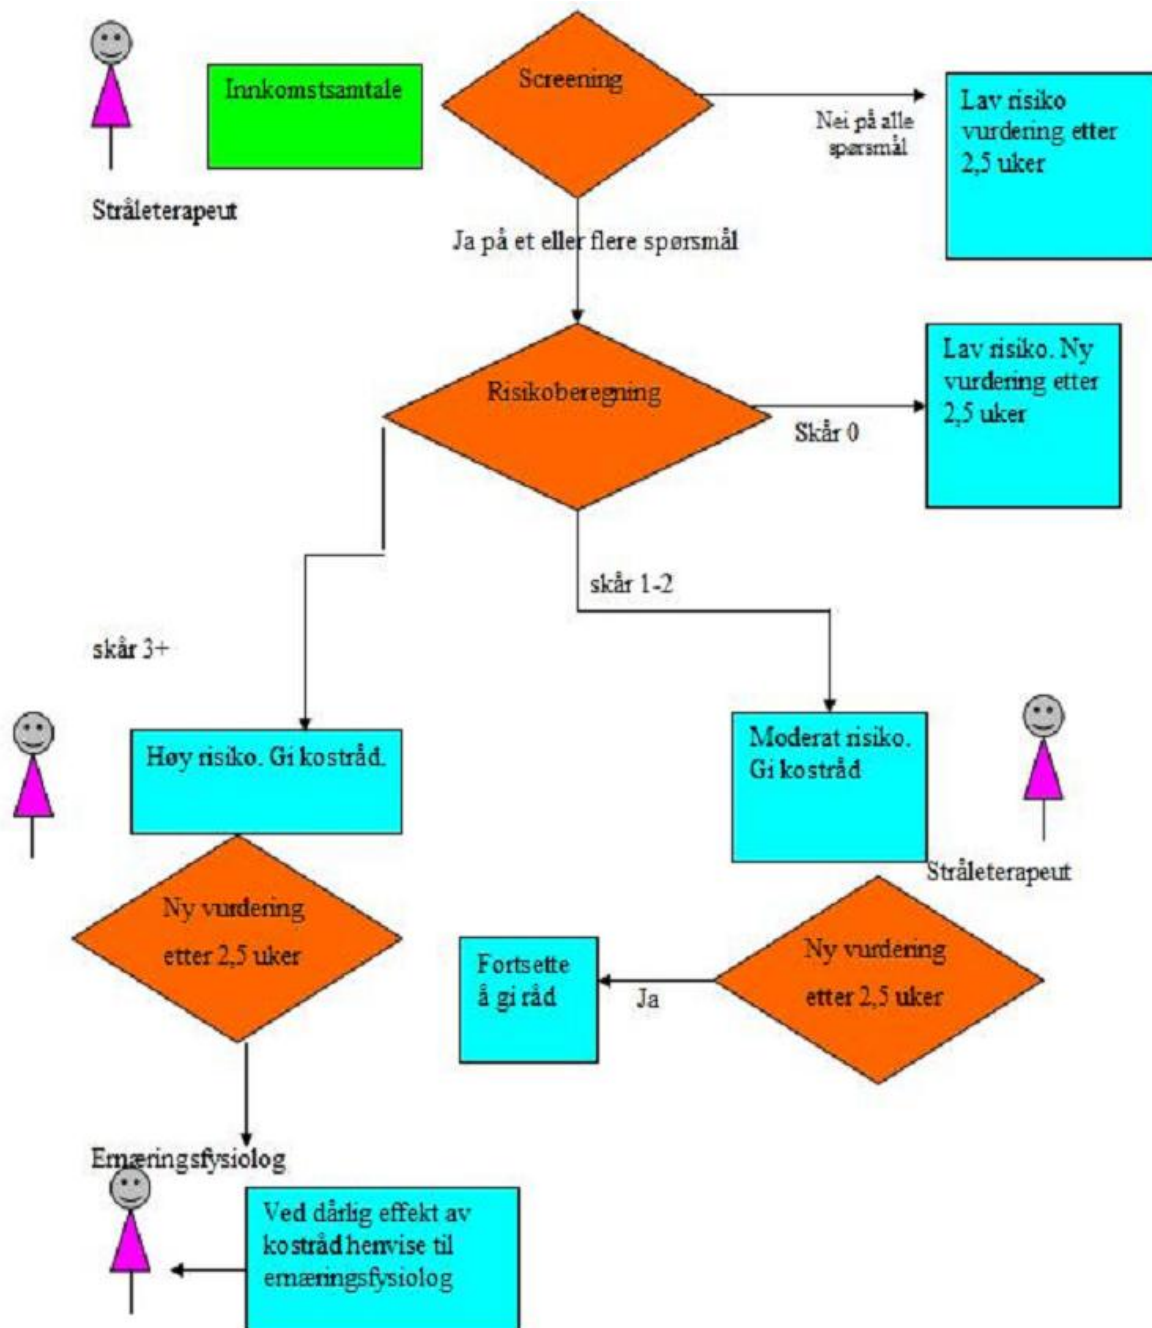 Innkomstsamtale
Screening
Nei på alle
spørsmål
Lav risiko
vurdering etter
2,5 uker
Stråleterapeut
Ja på et eller flere spørsmål
Risikoberegning
Skår 0
Lav risiko. Ny
vurdering etter
2,5 uker
skår 1-2
skår 3+
Høy risiko. Gi kostråd.
Moderat risiko.
Gi kostråd
Stråleterapeut
Ny vurdering
etter 2,5 uker
Fortsette
å gi råd
Ja
Ny vurdering
etter 2,5 uker
Ernæringsfysiolog
Ved dårlig effekt av
kostråd henvise til
ernæringsfysiolog